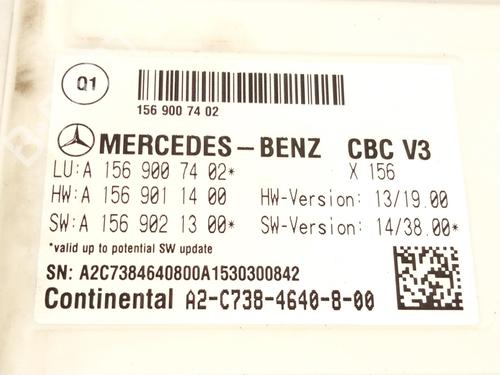 Q1
156 900 74 02
MERCEDES-BENZ CBC V3
LU:A 156 900 74 02* X 156
HW:A 156 901 14 00 HW-Version: 13/19.00
SW:A 156 902 13 00* SW-Version: 14/38.00*
*valid up to potential SW update
SN: A2C7384640800A1530300842
Continental A2-C738-4640-8-00